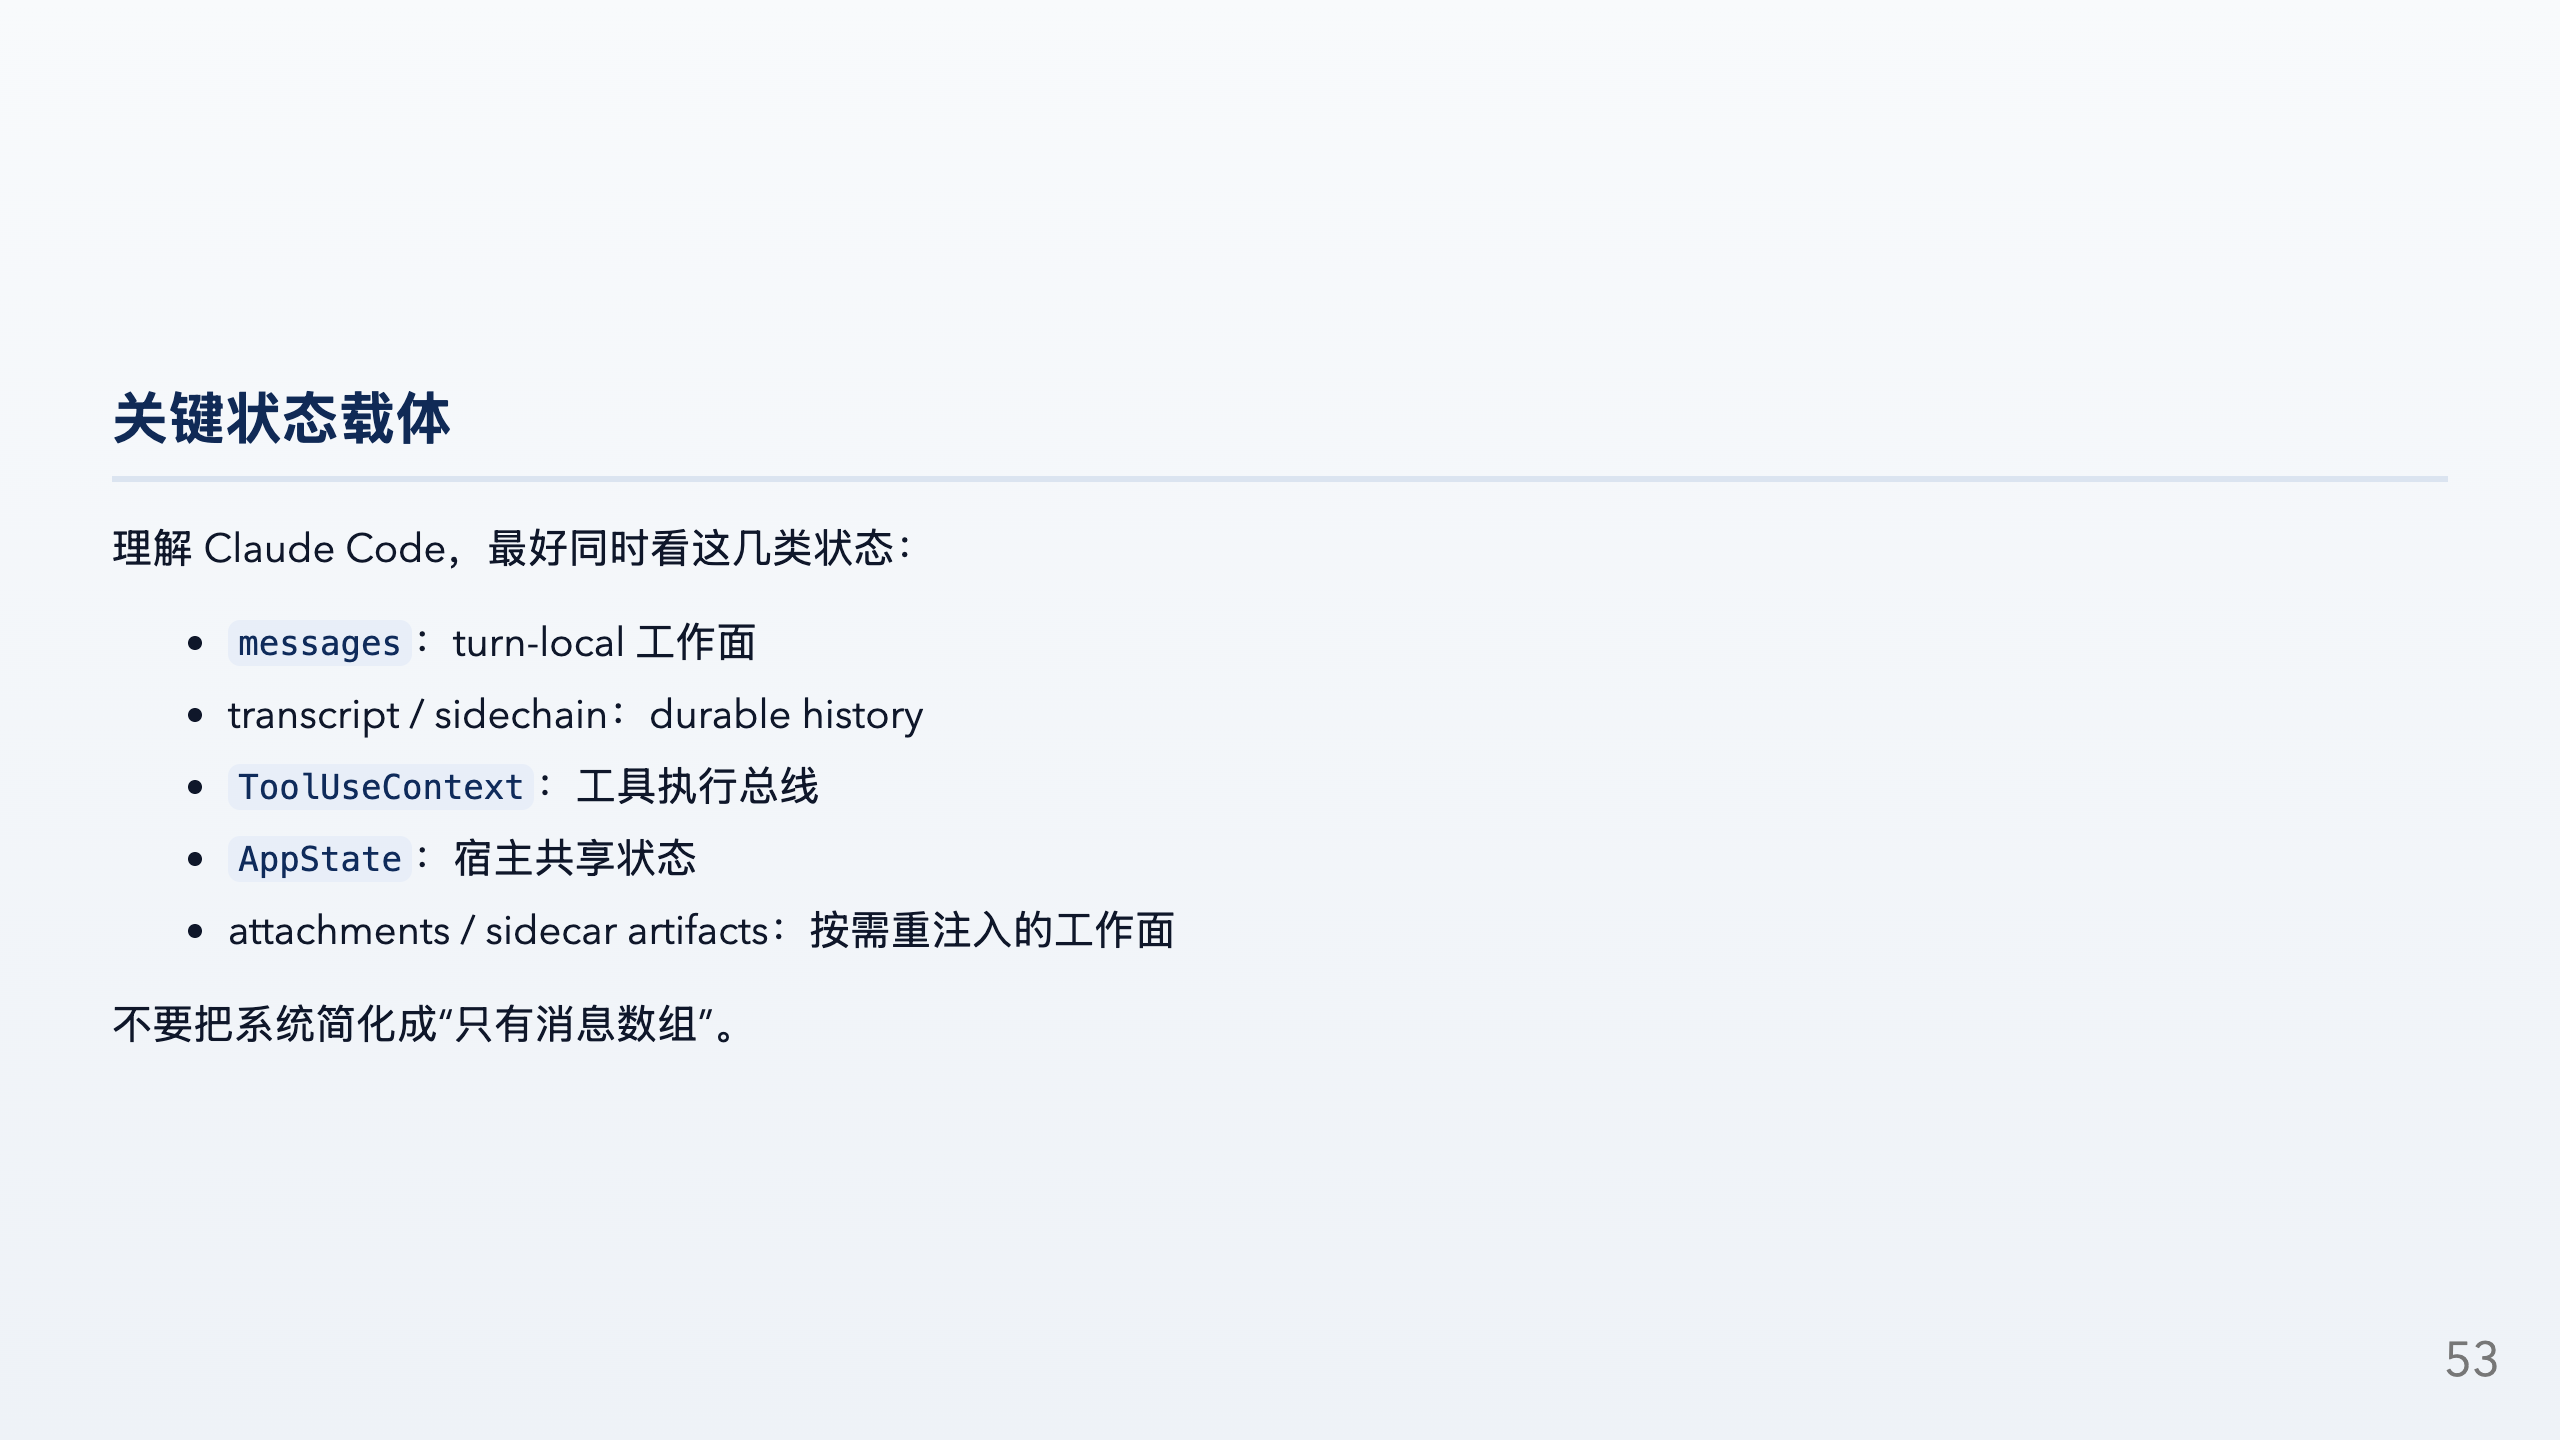 关键状态载体
理解 Claude Code，最好同时看这几类状态：
• messages：turn-local 工作面
• transcript / sidechain：durable history
• ToolUseContext：工具执行总线
• AppState：宿主共享状态
• attachments / sidecar artifacts：按需重注入的工作面
不要把系统简化成“只有消息数组”。
53